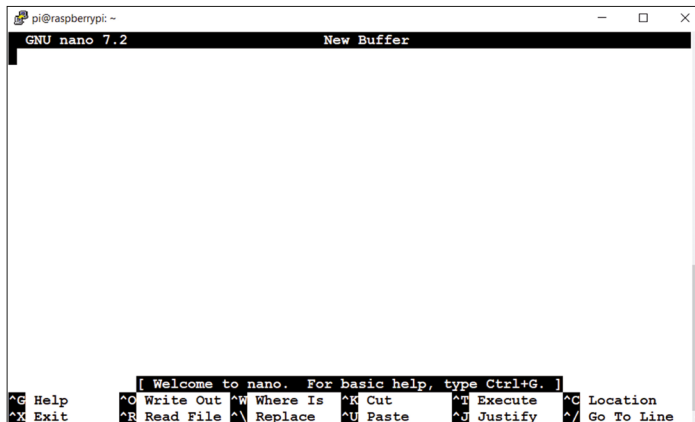 pi@raspberrypi: ~
GNU nano 7.2 New Buffer
[ Welcome to nano. For basic help, type Ctrl+G. ]
^G Help ^O Write Out ^W Where Is ^K Cut ^T Execute ^C Location
^X Exit ^R Read File ^\ Replace ^U Paste ^J Justify ^/ Go To Line